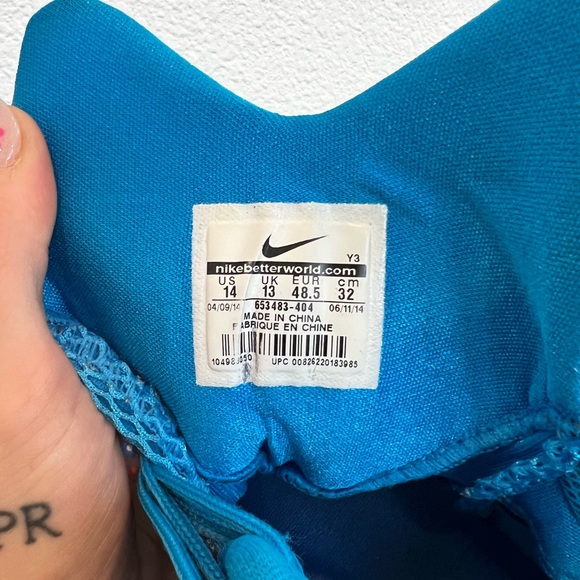 Y3
nikebetterworld.com
US UK EUR cm
14 13 48.5 32
04/09/14 653483-404 06/11/14
MADE IN CHINA
FABRIQUE EN CHINE
UPC 00826220183985
PR